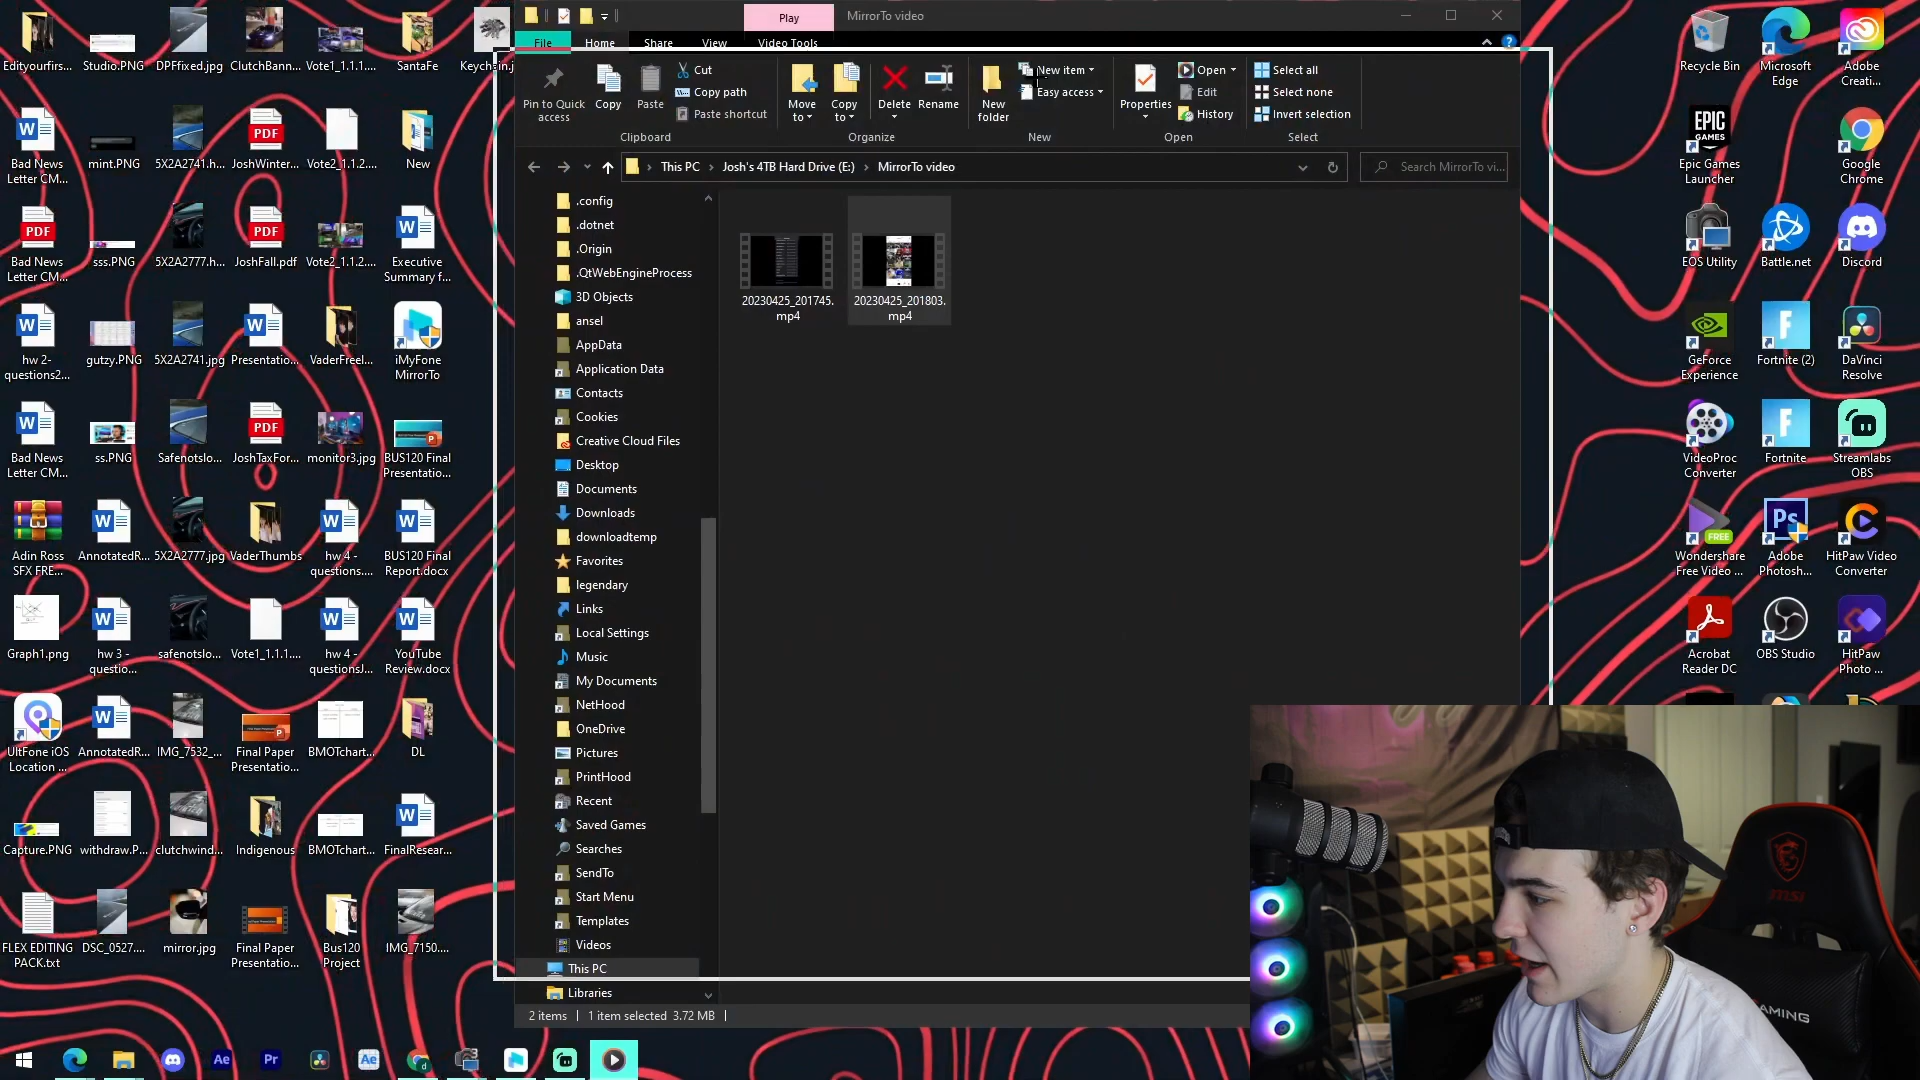 Play
MirrorTo video
File
Home
Share
View
Video Tools
Pin to Quick
access
Copy
Paste
Cut
Copy path
Paste shortcut
Clipboard
Move
to
Copy
to
Delete
Rename
Organize
New
folder
New item
Easy access
New
Properties
Open
Edit
History
Open
Select all
Select none
Invert selection
Select
This PC
Josh's 4TB Hard Drive (E:)
MirrorTo video
Search MirrorTo vi...
.config
.dotnet
.Origin
.QtWebEngineProcess
3D Objects
ansel
AppData
Application Data
Contacts
Cookies
Creative Cloud Files
Desktop
Documents
Downloads
downloadtemp
Favorites
legendary
Links
Local Settings
Music
My Documents
NetHood
OneDrive
Pictures
PrintHood
Recent
Saved Games
Searches
SendTo
Start Menu
Templates
Videos
This PC
Libraries
20230425_201745.
mp4
20230425_201803.
mp4
2 items
1 item selected 3.72 MB
Edityourfirs...
Studio.PNG
DPFfixed.jpg
ClutchBann...
Vote1_1.1.1....
SantaFe
Keychain.j
Bad News
Letter CM...
mint.PNG
5X2A2741.h...
PDF
JoshWinter...
Vote2_1.1.2....
New
PDF
Bad News
Letter CM...
sss.PNG
5X2A2777.h...
PDF
JoshFall.pdf
Vote2_1.1.2....
Executive
Summary f...
hw 2-
questions2...
gutzy.PNG
5X2A2741.jpg
Presentatio...
VaderFreel...
iMyFone
MirrorTo
Bad News
Letter CM...
ss.PNG
Safenotslo...
PDF
JoshTaxFor...
monitor3.jpg
BUS120 Final
Presentatio...
Adin Ross
SFX FRE...
AnnotatedR...
5X2A2777.jpg
VaderThumbs
hw 4 -
questions....
BUS120 Final
Report.docx
Graph1.png
hw 3 -
questio...
safenotslo...
Vote1_1.1.1....
hw 4 -
questionsJ...
YouTube
Review.docx
UltFone iOS
Location ...
AnnotatedR...
IMG_7532_...
Final Paper
Presentatio...
BMOTchart...
DL
Capture.PNG
withdraw.P...
clutchwind...
Indigenous
BMOTchart...
FinalResear...
FLEX EDITING
PACK.txt
DSC_0527....
mirror.jpg
Final Paper
Presentatio...
Bus120
Project
IMG_7150....
Recycle Bin
Microsoft
Edge
Adobe
Creati...
EPIC
GAMES
Epic Games
Launcher
Google
Chrome
EOS Utility
Battle.net
Discord
GeForce
Experience
Fortnite (2)
DaVinci
Resolve
VideoProc
Converter
Fortnite
Streamlabs
OBS
FREE
Wondershare
Free Video ...
Ps
Adobe
Photosh...
HitPaw Video
Converter
Acrobat
Reader DC
OBS Studio
HitPaw
Photo ...
msi
GAMING
Ae
Pr
Ae